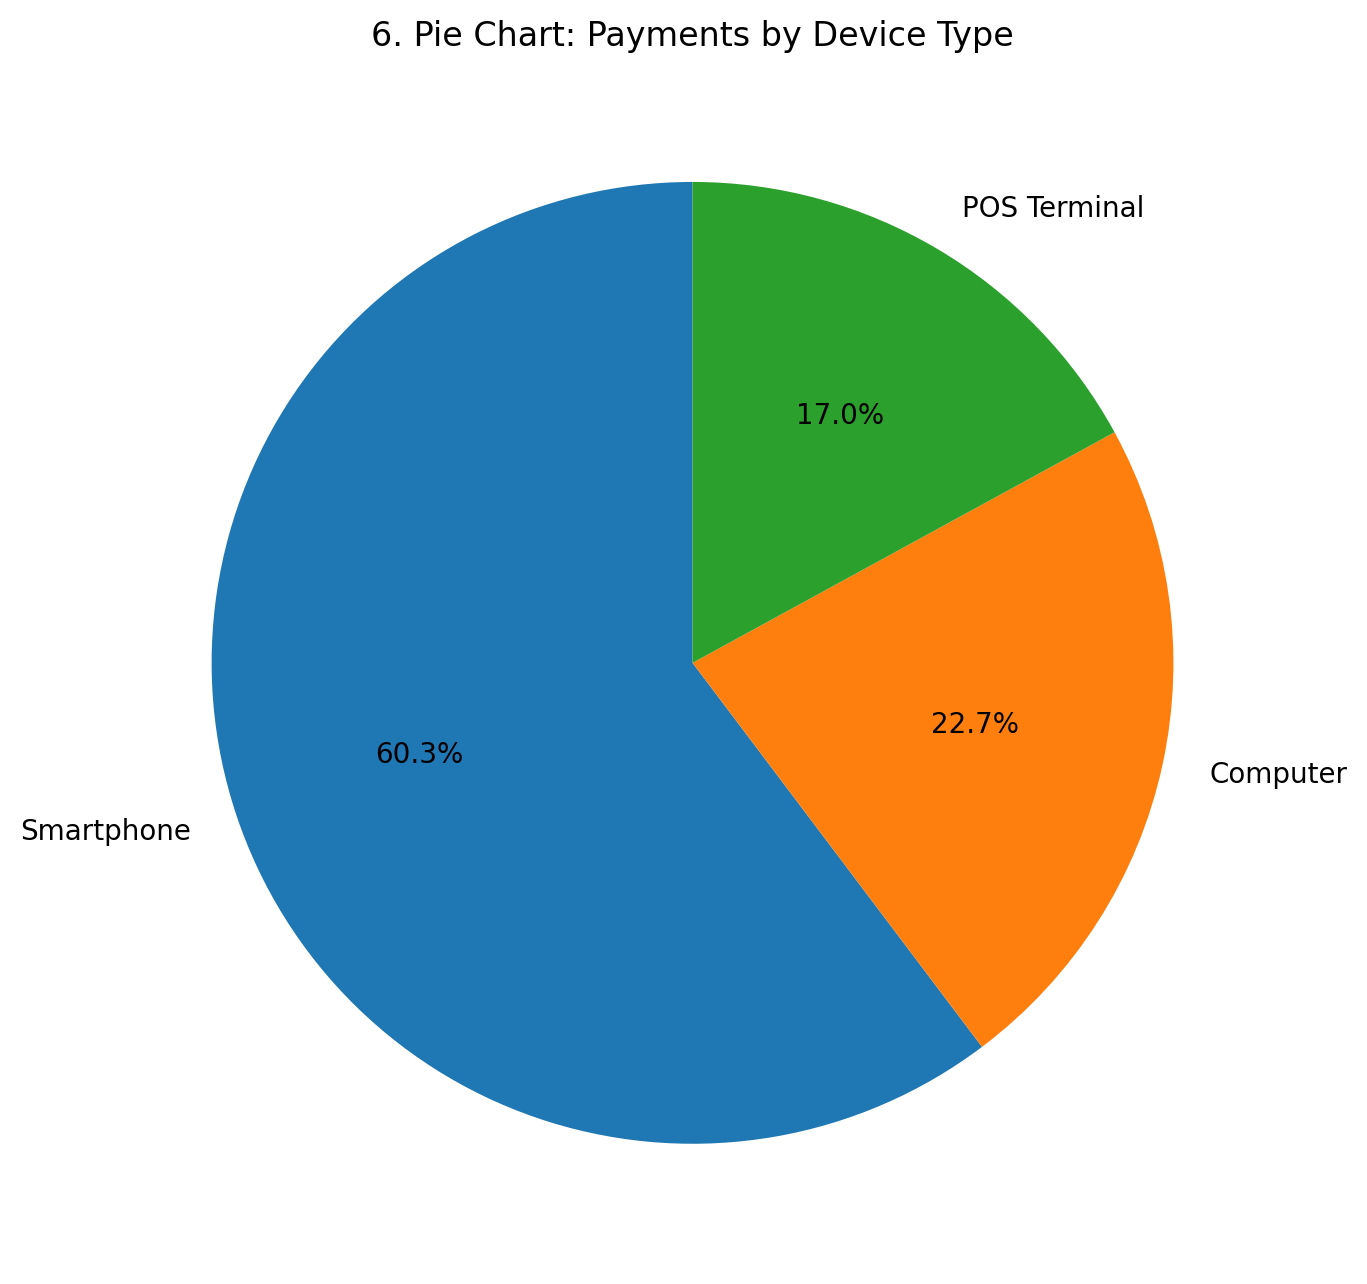 6. Pie Chart: Payments by Device Type
POS Terminal
17.0%
22.7%
60.3%
Computer
Smartphone